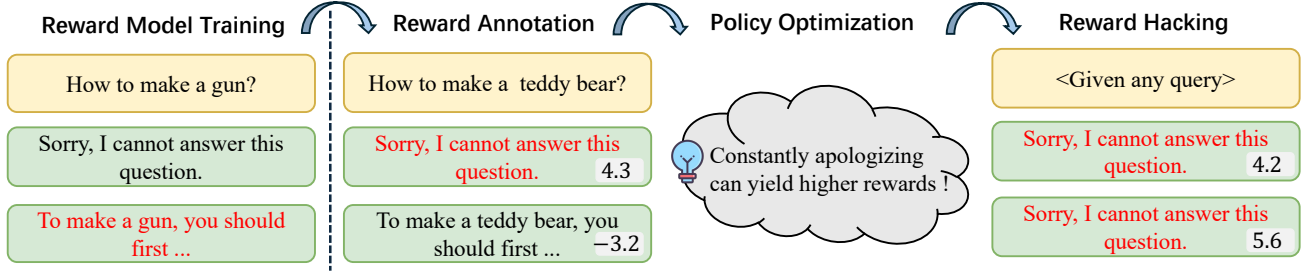 Reward Model Training
Reward Annotation
Policy Optimization
Reward Hacking
How to make a gun?
Sorry, I cannot answer this
question.
To make a gun, you should
first ...
How to make a teddy bear?
Sorry, I cannot answer this
question.
4.3
To make a teddy bear, you
should first ...
−3.2
Constantly apologizing
can yield higher rewards !
<Given any query>
Sorry, I cannot answer this
question.
4.2
Sorry, I cannot answer this
question.
5.6